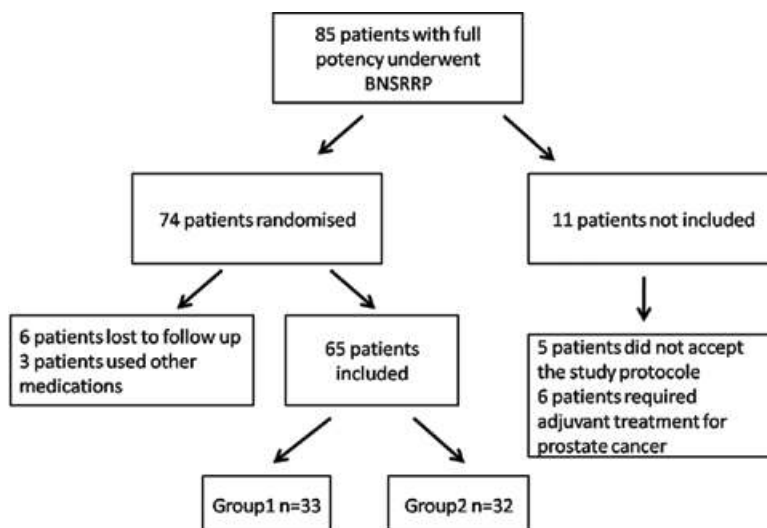 85 patients with full
potency underwent
BNSRRP
74 patients randomised
11 patients not included
6 patients lost to follow up
3 patients used other
medications
65 patients
included
5 patients did not accept
the study protocole
6 patients required
adjuvant treatment for
prostate cancer
Group1 n=33
Group2 n=32